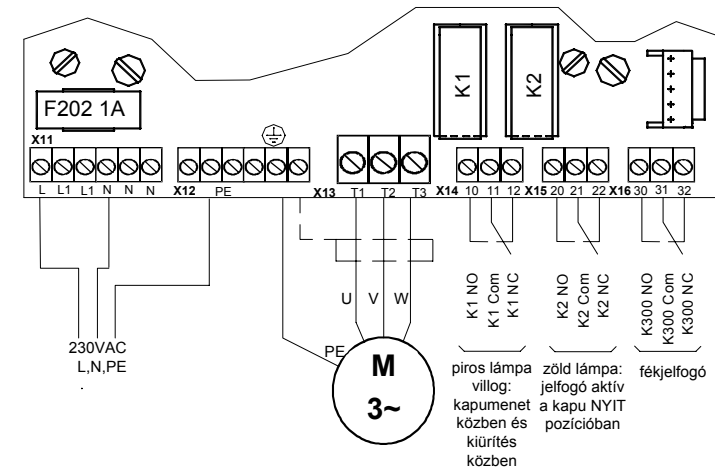 K1
K2
F202 1A
X11
L L1 L1 N N N
X12 PE
X13 T1 T2 T3
X14 10 11 12
X15 20 21 22
X16 30 31 32
U V W
K1 NO
K1 Com
K1 NC
K2 NO
K2 Com
K2 NC
K300 NO
K300 Com
K300 NC
230VAC
L,N,PE
PE
M
3~
piros lámpa
villog:
kapumenet
közben és
kiürítés
közben
zöld lámpa:
jelfogó aktív
a kapu NYIT
pozícióban
fékjelfogó